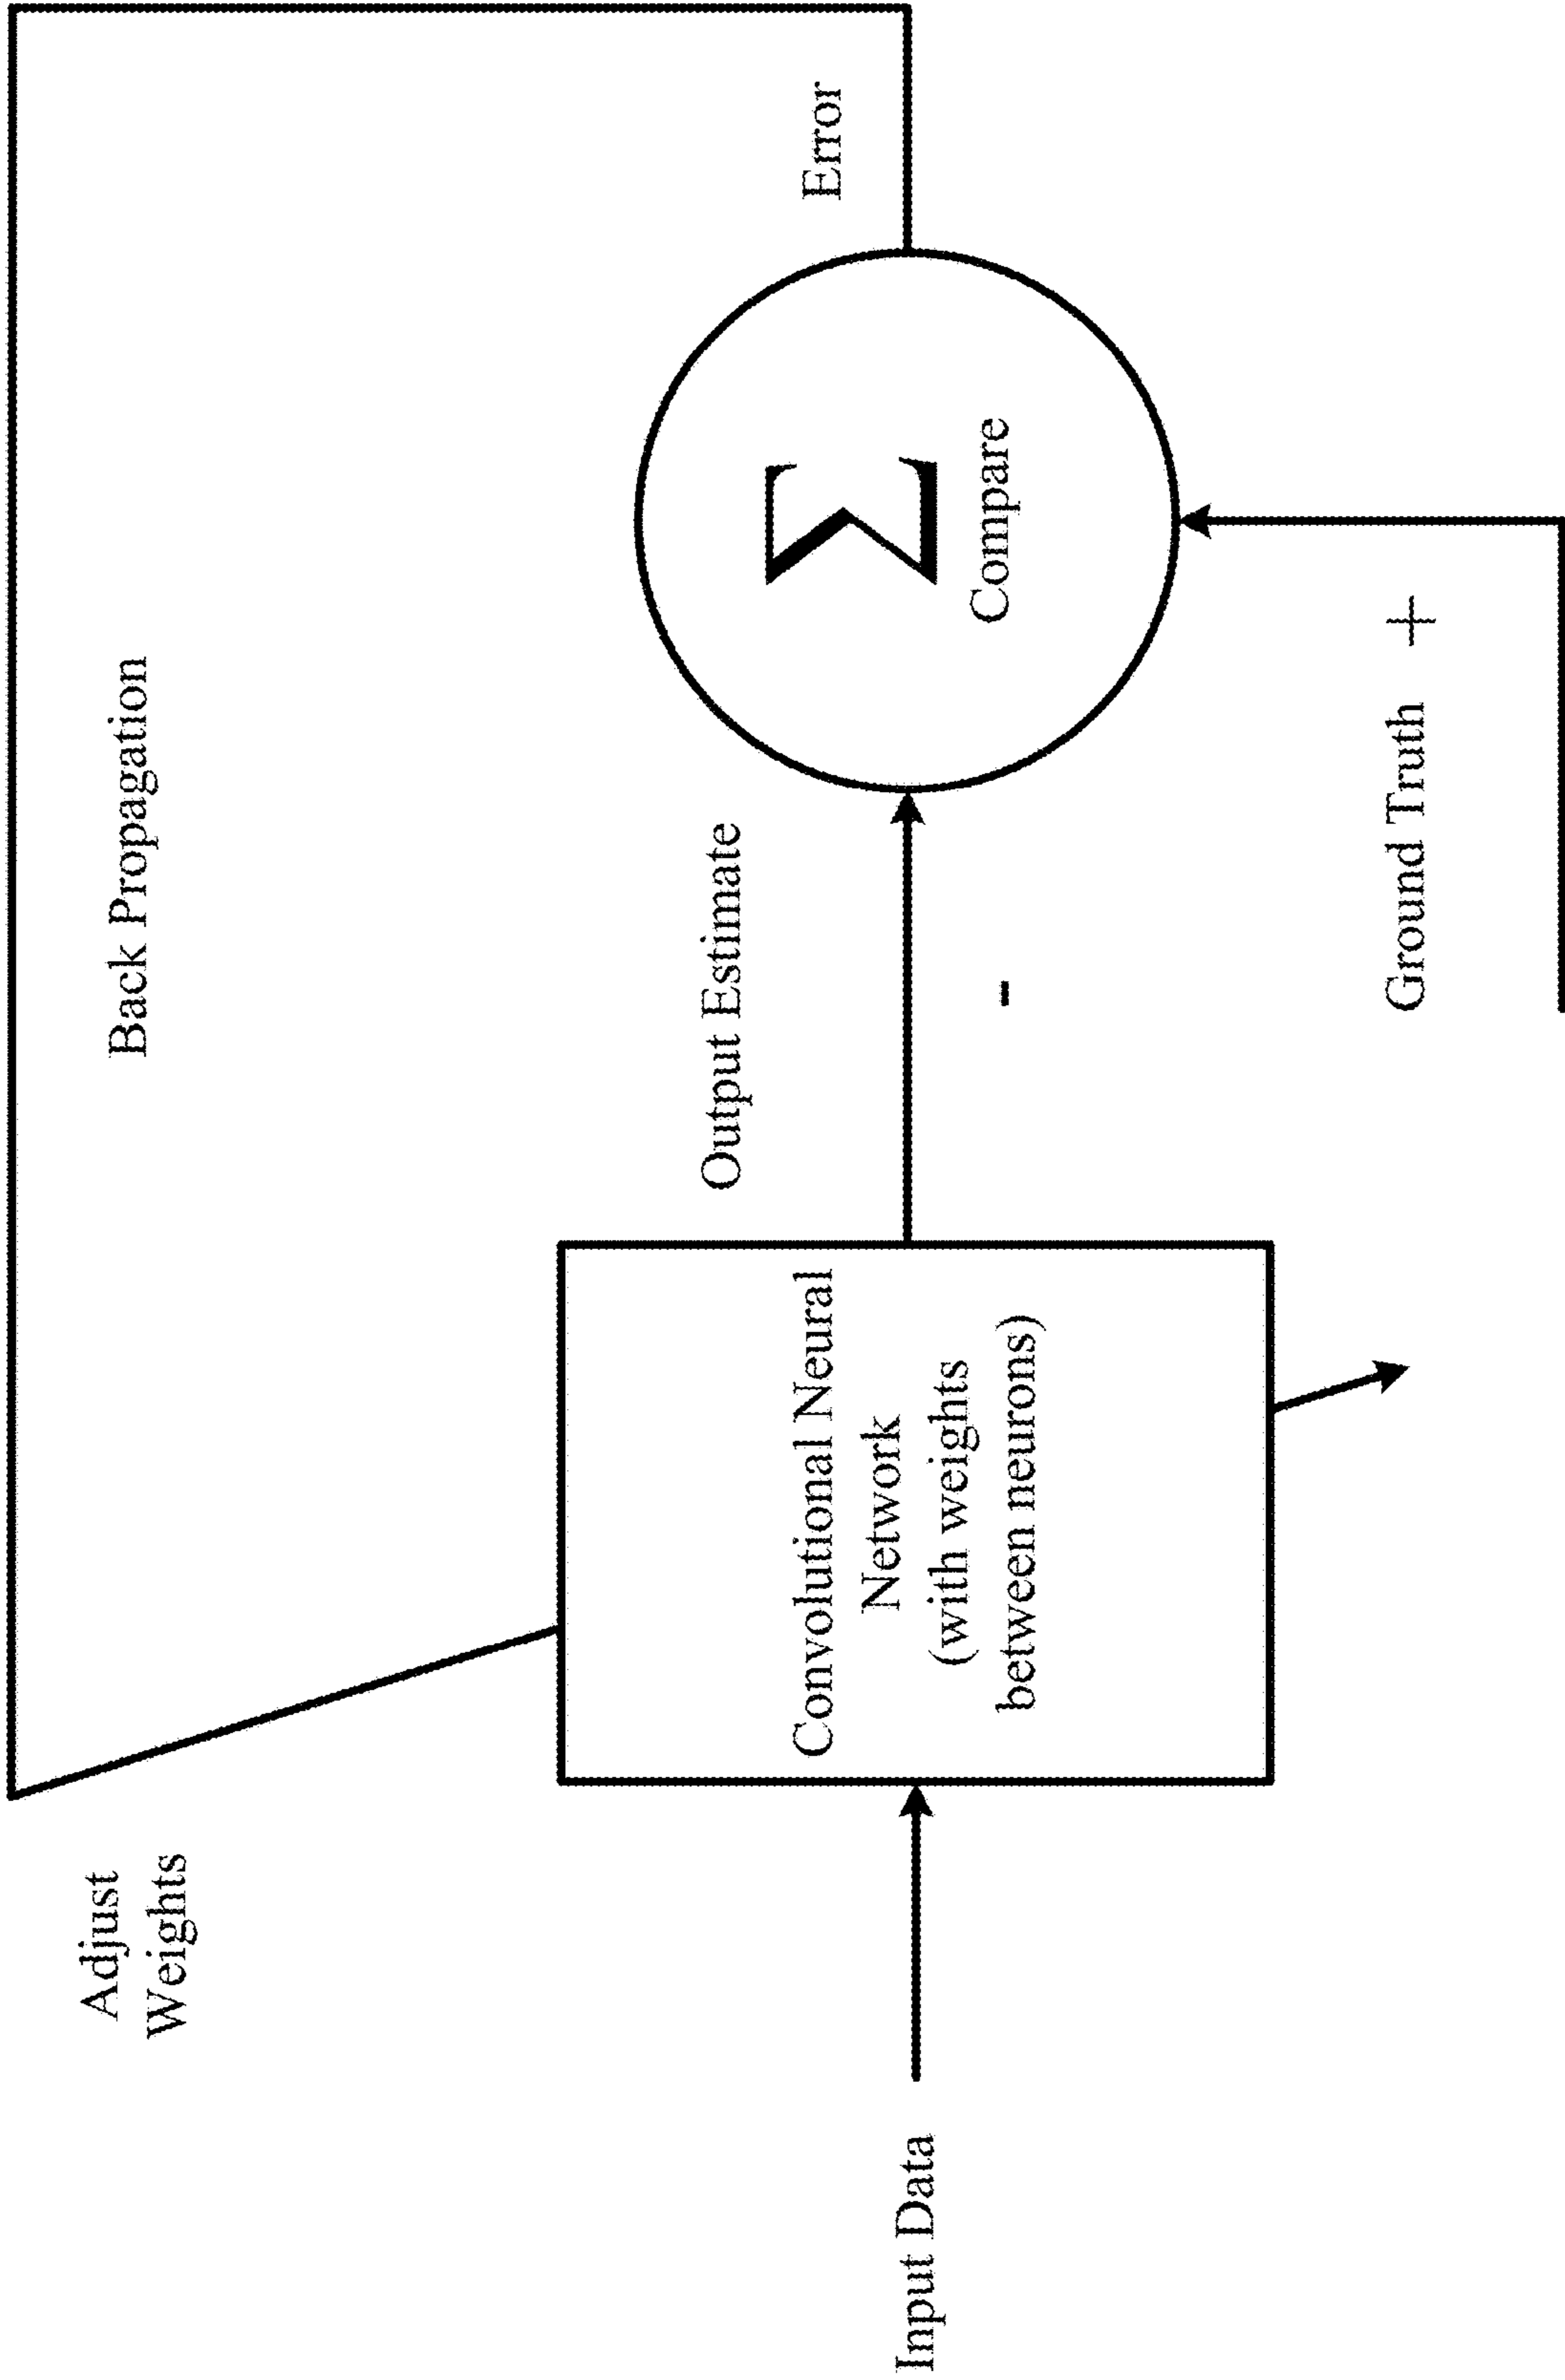 Back Propagation
Adjust
Weights
Error
Output Estimate
Convolutional Neural
Network
(with weights
between neurons)
Input Data
Σ
Compare
-
Ground Truth +